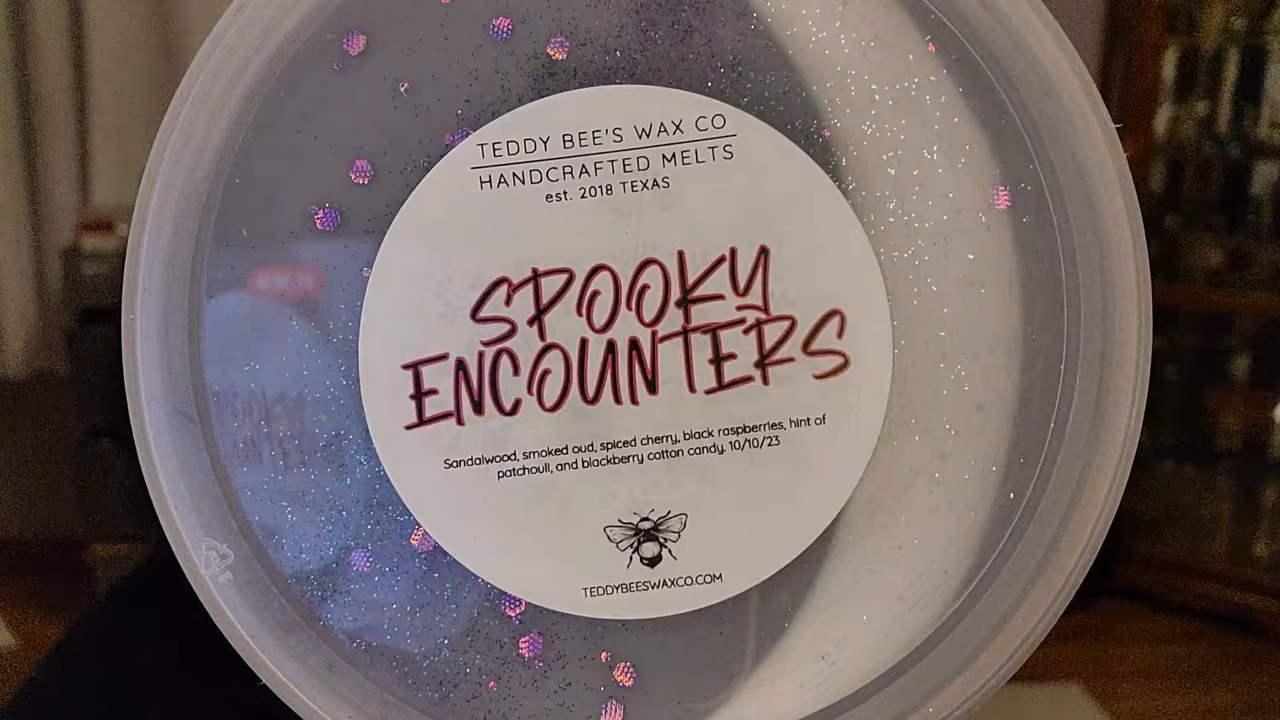 TEDDY BEE'S WAX CO
HANDCRAFTED MELTS
est. 2018 TEXAS
SPOOKY
ENCOUNTERS
Sandalwood, smoked oud, spiced cherry, black raspberries, hint of
patchouli, and blackberry cotton candy. 10/10/23
TEDDYBEESWAXCO.COM